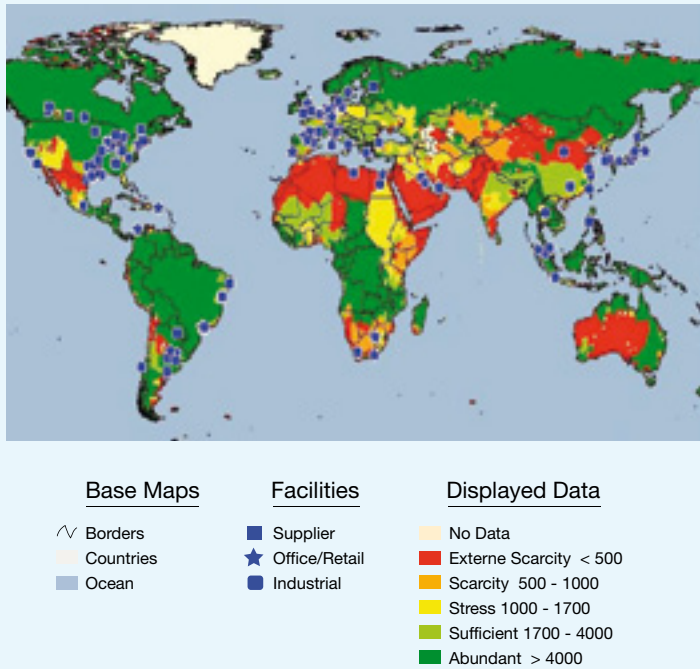 Base Maps
Borders
Countries
Ocean
Facilities
Supplier
Office/Retail
Industrial
Displayed Data
No Data
Externe Scarcity < 500
Scarcity 500 - 1000
Stress 1000 - 1700
Sufficient 1700 - 4000
Abundant > 4000